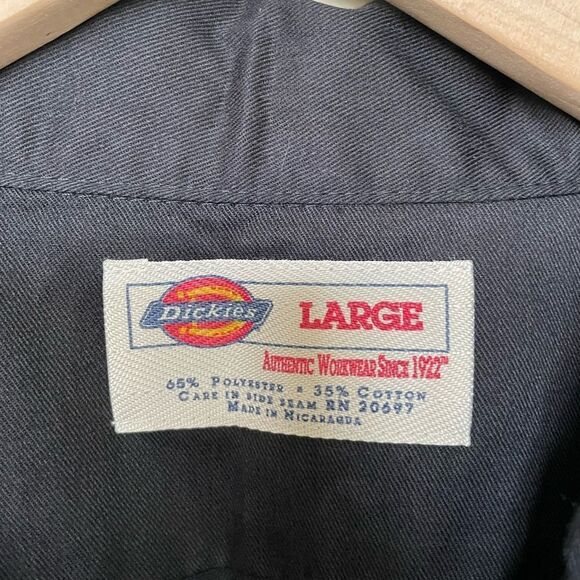 Dickies
LARGE
AUTHENTIC WORKWEAR SINCE 1922™
65% POLYESTER • 35% COTTON
CARE IN SIDE SEAM RN 20697
MADE IN NICARAGUA